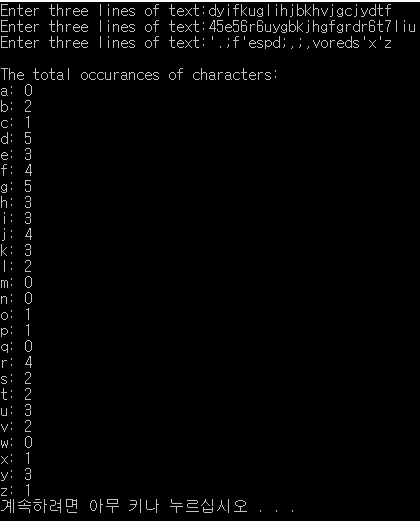 Enter three lines of text:dyifkuglihjbkhvjgcjydtf
Enter three lines of text:45e56r6uygbkjhgfgrdr6t7liu
Enter three lines of text:'.;f'espd;,;,voreds'x'z
The total occurances of characters:
a: 0
b: 2
c: 1
d: 5
e: 3
f: 4
g: 5
h: 3
i: 3
j: 4
k: 3
l: 2
m: 0
n: 0
o: 1
p: 1
q: 0
r: 4
s: 2
t: 2
u: 3
v: 2
w: 0
x: 1
y: 3
z: 1
계속하려면 아무 키나 누르십시오 . . .